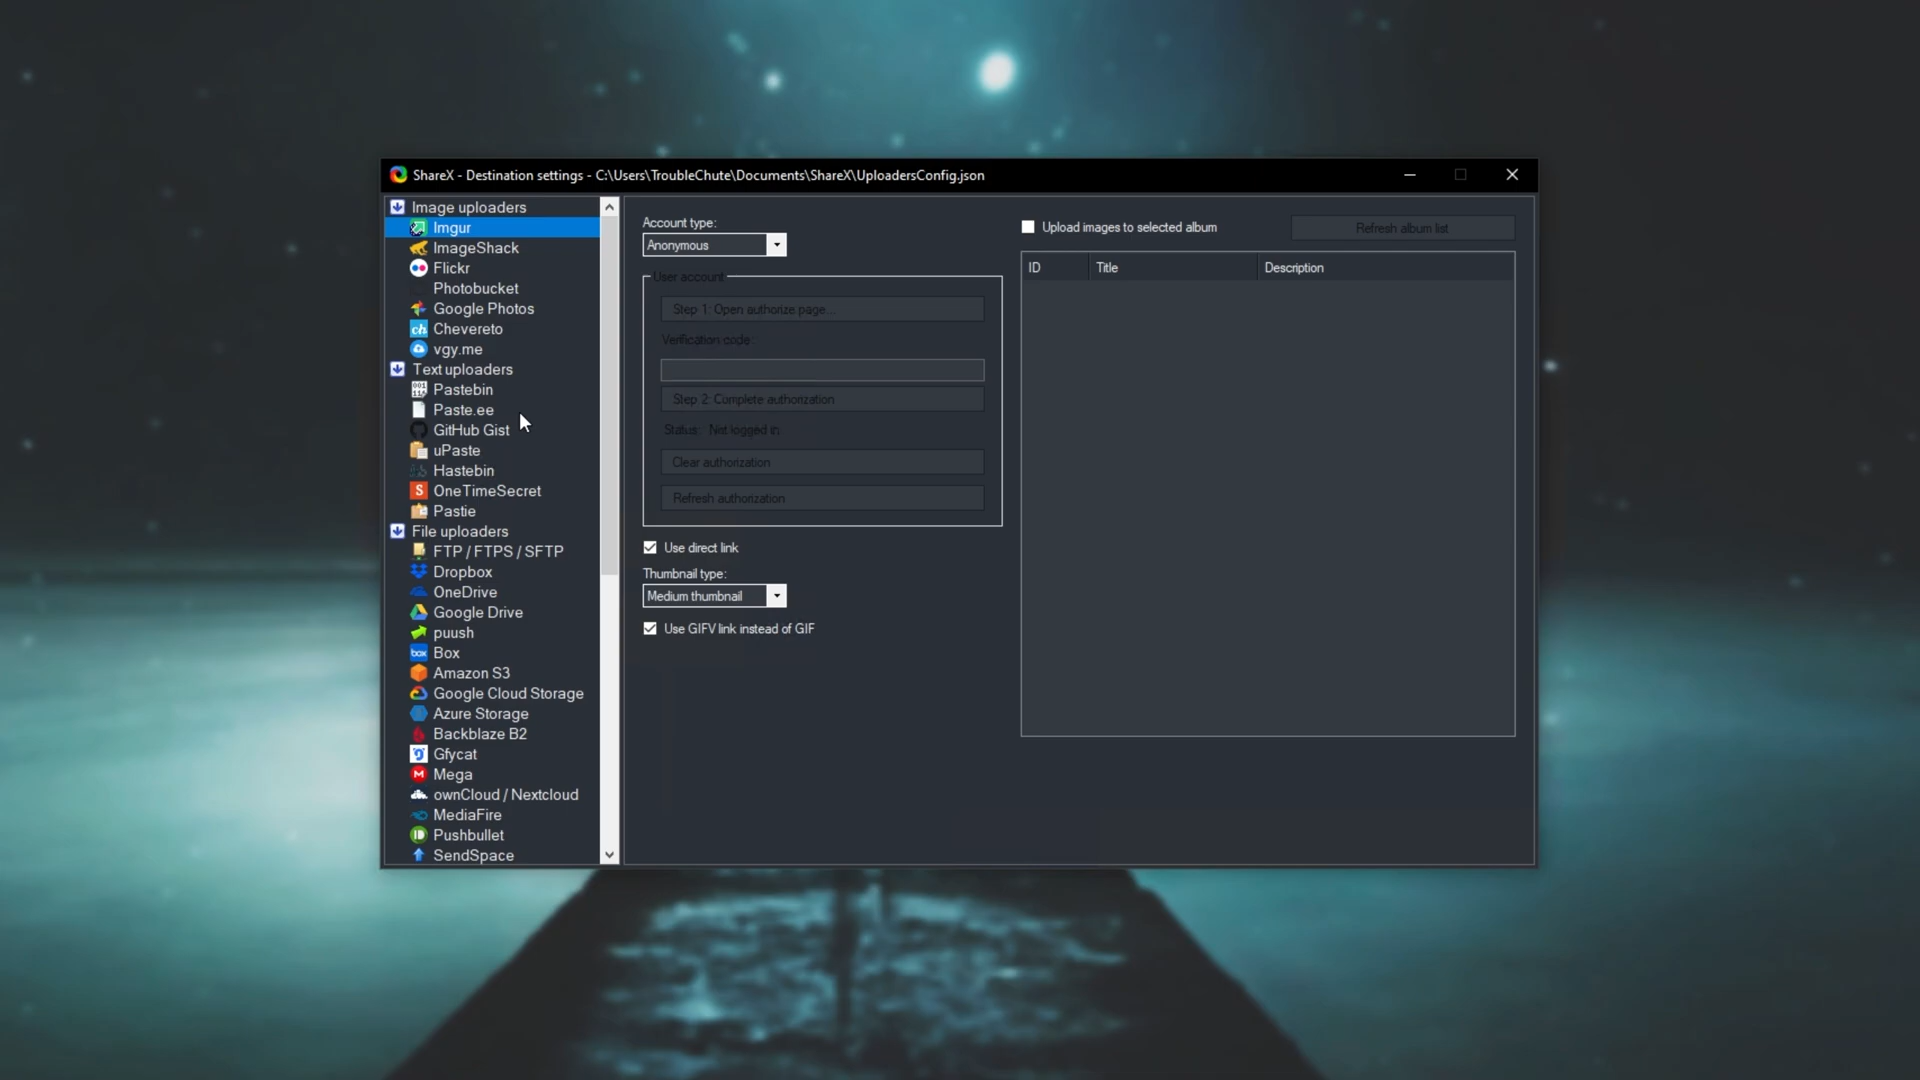 ShareX - Destination settings - C:\Users\TroubleChute\Documents\ShareX\UploadersConfig.json
Image uploaders
Imgur
ImageShack
Flickr
Photobucket
Google Photos
ch Chevereto
vgy.me
Text uploaders
Pastebin
Paste.ee
GitHub Gist
uPaste
Hastebin
S OneTimeSecret
Pastie
File uploaders
FTP / FTPS / SFTP
Dropbox
OneDrive
Google Drive
puush
box Box
Amazon S3
Google Cloud Storage
Azure Storage
Backblaze B2
Gfycat
M Mega
ownCloud / Nextcloud
MediaFire
Pushbullet
SendSpace
Account type:
Anonymous
User account
Step 1: Open authorize page...
Verification code:
Step 2: Complete authorization
Status: Not logged in.
Clear authorization
Refresh authorization
Use direct link
Thumbnail type:
Medium thumbnail
Use GIFV link instead of GIF
Upload images to selected album
Refresh album list
ID Title Description